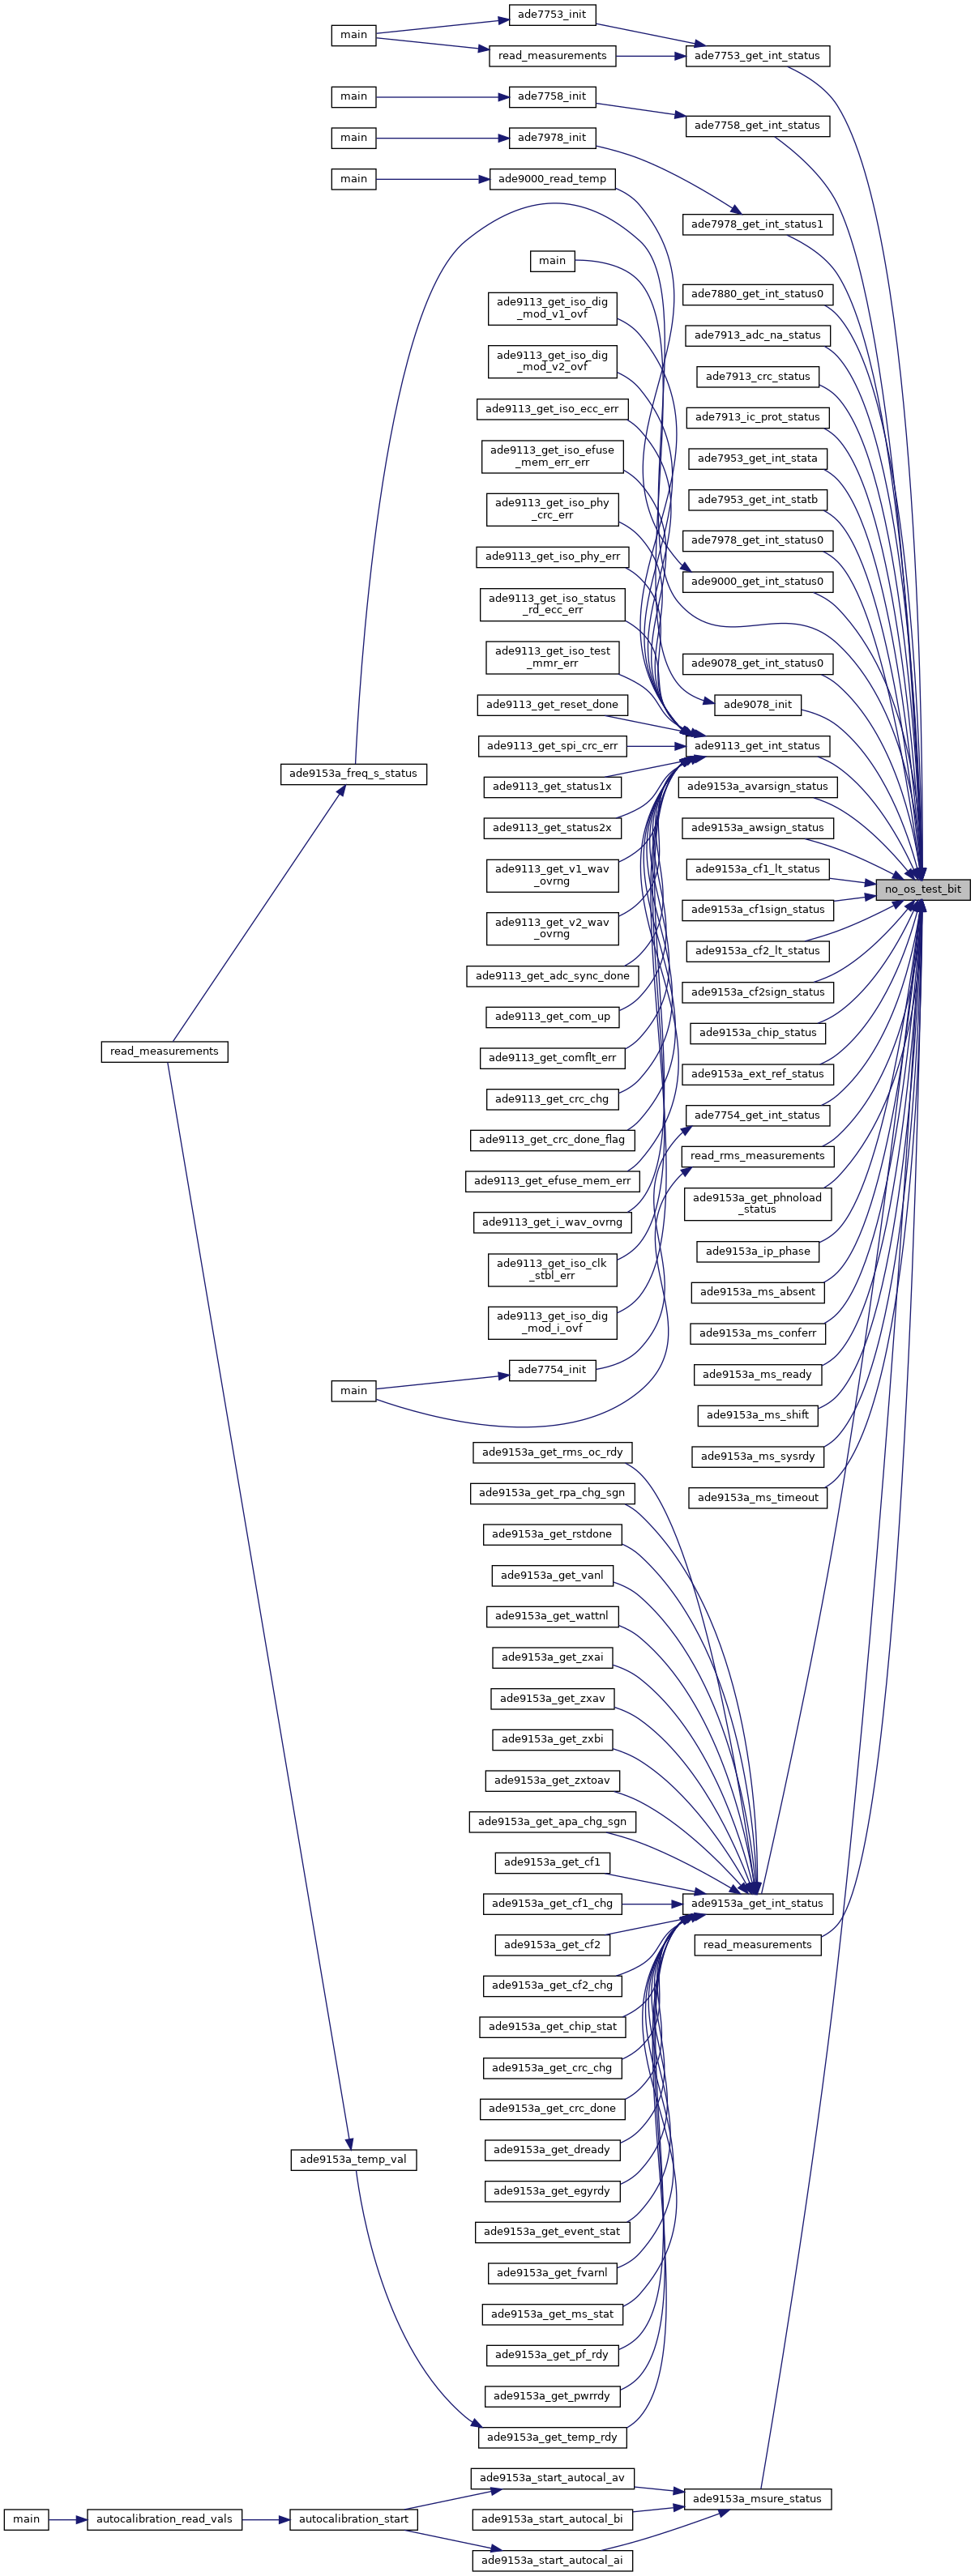 ade7753_init
main
read_measurements
ade7753_get_int_status
main
ade7758_init
ade7758_get_int_status
main
ade7978_init
main
ade9000_read_temp
ade7978_get_int_status1
main
ade7880_get_int_status0
ade9113_get_iso_dig
_mod_v1_ovf
ade7913_adc_na_status
ade9113_get_iso_dig
_mod_v2_ovf
ade7913_crc_status
ade9113_get_iso_ecc_err
ade7913_ic_prot_status
ade9113_get_iso_efuse
_mem_err_err
ade7953_get_int_stata
ade9113_get_iso_phy
_crc_err
ade7953_get_int_statb
ade7978_get_int_status0
ade9113_get_iso_phy_err
ade9000_get_int_status0
ade9113_get_iso_status
_rd_ecc_err
ade9113_get_iso_test
_mmr_err
ade9078_get_int_status0
ade9113_get_reset_done
ade9078_init
ade9113_get_spi_crc_err
ade9113_get_int_status
ade9153a_freq_s_status
ade9113_get_status1x
ade9153a_avarsign_status
ade9113_get_status2x
ade9153a_awsign_status
ade9113_get_v1_wav
_ovrng
ade9153a_cf1_lt_status
no_os_test_bit
ade9153a_cf1sign_status
ade9113_get_v2_wav
_ovrng
ade9153a_cf2_lt_status
ade9113_get_adc_sync_done
ade9153a_cf2sign_status
ade9113_get_com_up
ade9153a_chip_status
read_measurements
ade9113_get_comflt_err
ade9153a_ext_ref_status
ade9113_get_crc_chg
ade7754_get_int_status
ade9113_get_crc_done_flag
read_rms_measurements
ade9113_get_efuse_mem_err
ade9153a_get_phnoload
_status
ade9113_get_i_wav_ovrng
ade9153a_ip_phase
ade9113_get_iso_clk
_stbl_err
ade9153a_ms_absent
ade9113_get_iso_dig
_mod_i_ovf
ade9153a_ms_conferr
ade7754_init
ade9153a_ms_ready
main
ade9153a_ms_shift
ade9153a_get_rms_oc_rdy
ade9153a_ms_sysrdy
ade9153a_get_rpa_chg_sgn
ade9153a_ms_timeout
ade9153a_get_rstdone
ade9153a_get_vanl
ade9153a_get_wattnl
ade9153a_get_zxai
ade9153a_get_zxav
ade9153a_get_zxbi
ade9153a_get_zxtoav
ade9153a_get_apa_chg_sgn
ade9153a_get_cf1
ade9153a_get_cf1_chg
ade9153a_get_int_status
ade9153a_get_cf2
read_measurements
ade9153a_get_cf2_chg
ade9153a_get_chip_stat
ade9153a_get_crc_chg
ade9153a_get_crc_done
ade9153a_get_dready
ade9153a_temp_val
ade9153a_get_egyrdy
ade9153a_get_event_stat
ade9153a_get_fvarnl
ade9153a_get_ms_stat
ade9153a_get_pf_rdy
ade9153a_get_pwrrdy
ade9153a_get_temp_rdy
ade9153a_start_autocal_av
ade9153a_msure_status
main
autocalibration_read_vals
autocalibration_start
ade9153a_start_autocal_bi
ade9153a_start_autocal_ai